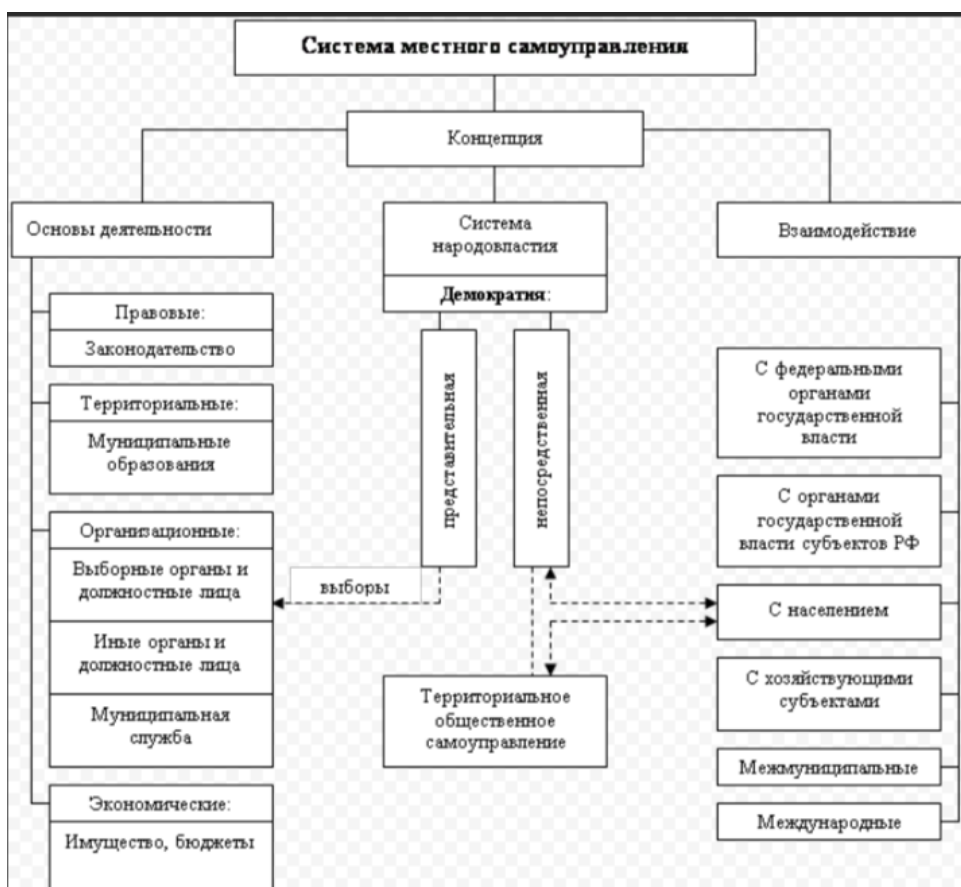 Система местного самоуправления
Концепция
Основы деятельности
Правовые:
Законодательство
Территориальные:
Муниципальные
образования
Организационные:
Выборные органы и
должностные лица
Иные органы и
должностные лица
Муниципальная
служба
Экономические:
Имущество, бюджеты
Система
народовластия
Демократия:
представительная
непосредственная
выборы
Территориальное
общественное
самоуправление
Взаимодействие
С федеральными
органами
государственной
власти
С органами
государственной
власти субъектов РФ
С населением
С хозяйствующими
субъектами
Межмуниципальные
Международные